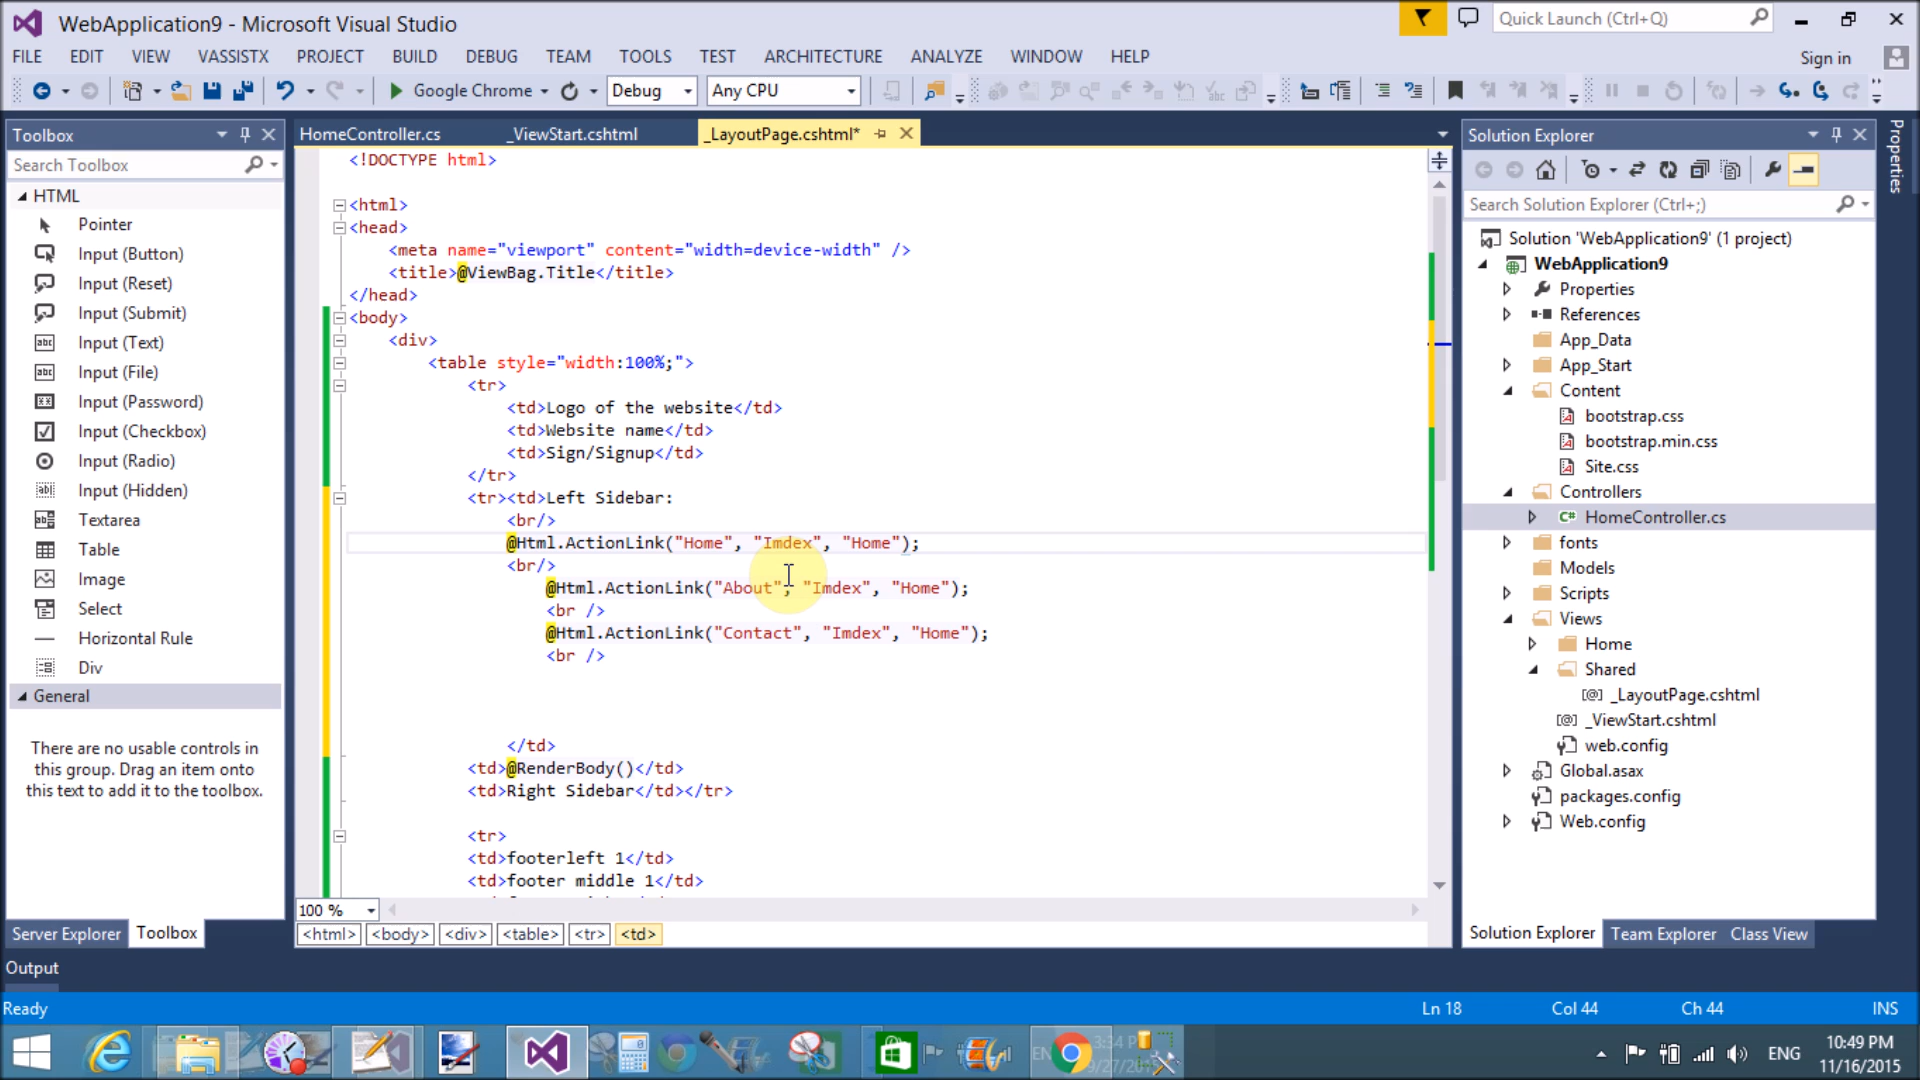 WebApplication9 - Microsoft Visual Studio
Quick Launch (Ctrl+Q)
FILE EDIT VIEW VASSISTX PROJECT BUILD DEBUG TEAM TOOLS TEST ARCHITECTURE ANALYZE WINDOW HELP
Sign in
Google Chrome Debug Any CPU
Toolbox
Search Toolbox
HTML
Pointer
Input (Button)
Input (Reset)
Input (Submit)
Input (Text)
Input (File)
Input (Password)
Input (Checkbox)
Input (Radio)
Input (Hidden)
Textarea
Table
Image
Select
Horizontal Rule
Div
General
There are no usable controls in
this group. Drag an item onto
this text to add it to the toolbox.
Server Explorer Toolbox
HomeController.cs _ViewStart.cshtml _LayoutPage.cshtml*
<!DOCTYPE html>
<html>
<head>
<meta name="viewport" content="width=device-width" />
<title>@ViewBag.Title</title>
</head>
<body>
<div>
<table style="width:100%;">
<tr>
<td>Logo of the website</td>
<td>Website name</td>
<td>Sign/Signup</td>
</tr>
<tr><td>Left Sidebar:
<br/>
@Html.ActionLink("Home", "Imdex", "Home");
<br/>
@Html.ActionLink("About", "Imdex", "Home");
<br />
@Html.ActionLink("Contact", "Imdex", "Home");
<br />
</td>
<td>@RenderBody()</td>
<td>Right Sidebar</td></tr>
<tr>
<td>footerleft 1</td>
<td>footer middle 1</td>
100 %
<html> <body> <div> <table> <tr> <td>
Solution Explorer
Search Solution Explorer (Ctrl+;)
Solution 'WebApplication9' (1 project)
WebApplication9
Properties
References
App_Data
App_Start
Content
bootstrap.css
bootstrap.min.css
Site.css
Controllers
HomeController.cs
fonts
Models
Scripts
Views
Home
Shared
_LayoutPage.cshtml
_ViewStart.cshtml
web.config
Global.asax
packages.config
Web.config
Solution Explorer Team Explorer Class View
Properties
Output
Ready
Ln 18 Col 44 Ch 44 INS
ENG
10:49 PM
11/16/2015